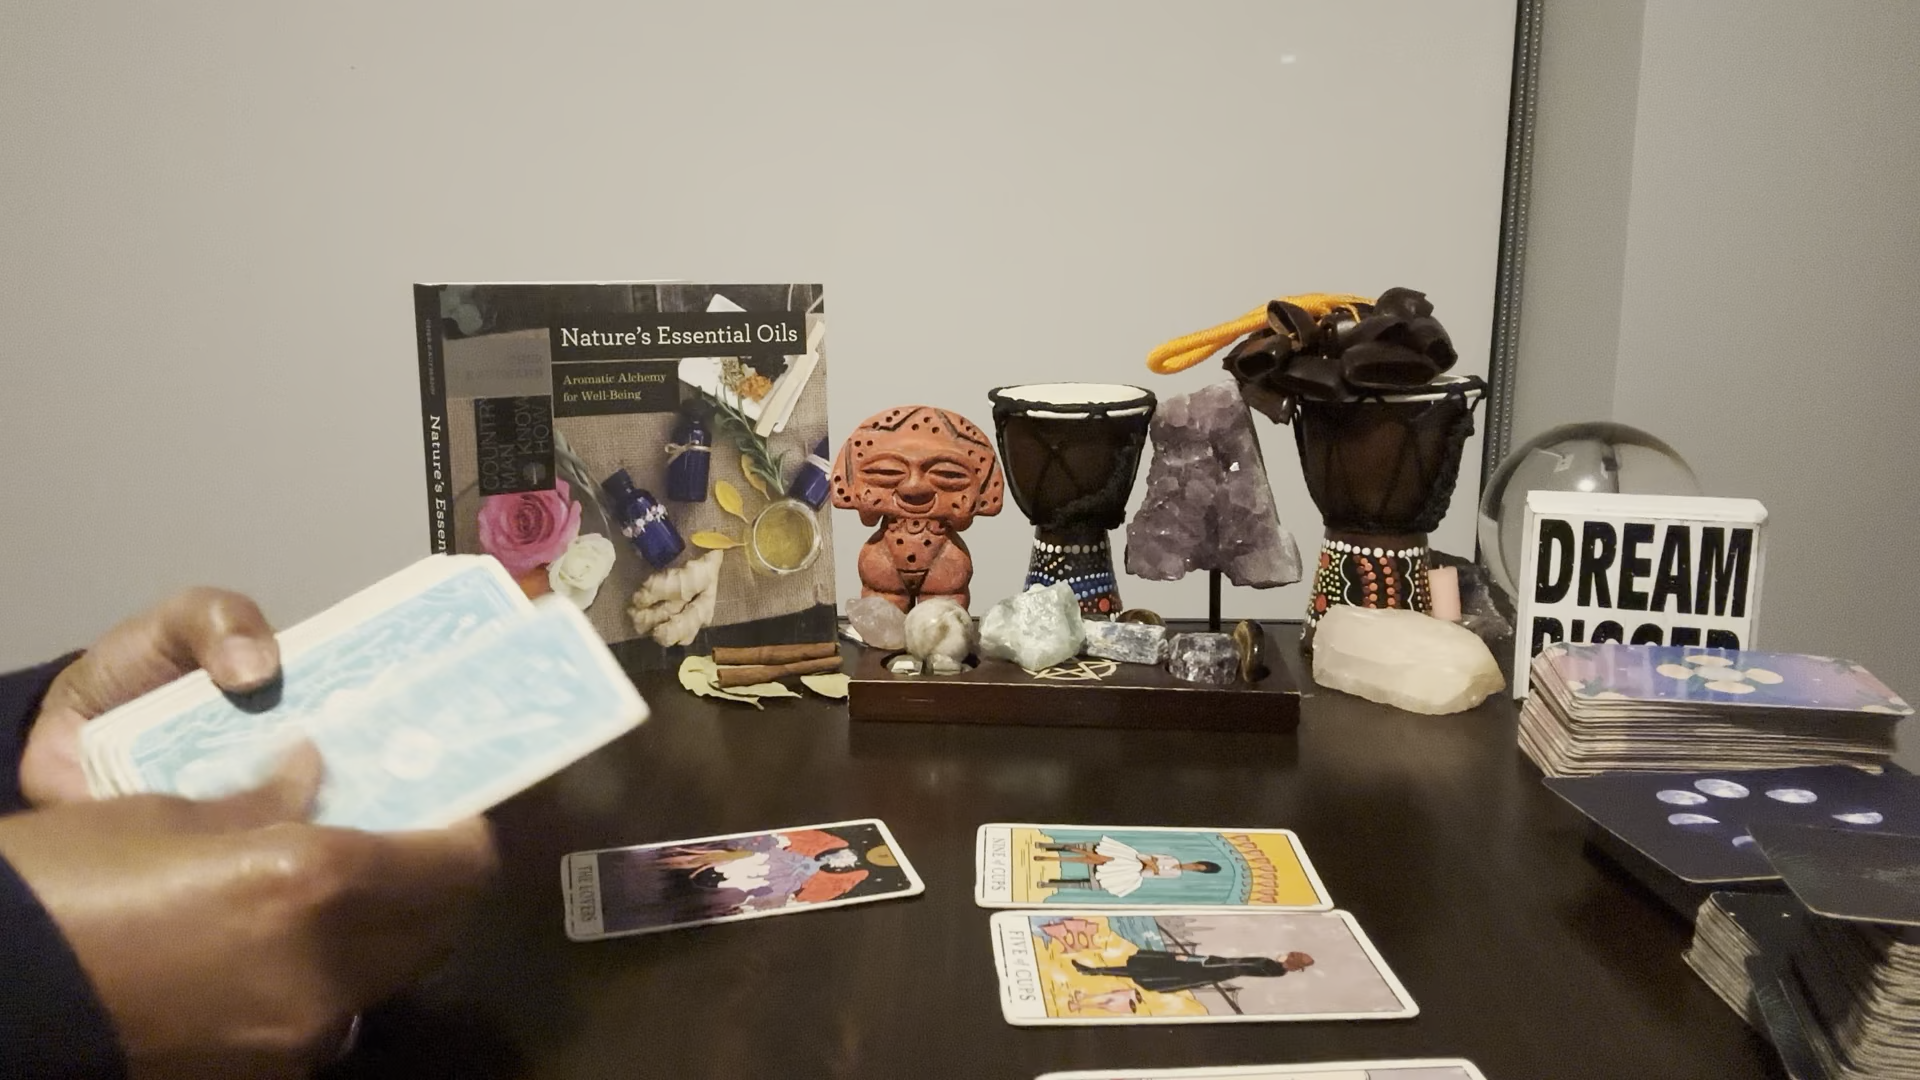 Nature's Essential Oils
Aromatic Alchemy
for Well-Being
COUNTRY
MAN
KNOW
HOW
Nature's Essen
DREAM
BIGGER
THE LOVERS
NINE of CUPS
FIVE of CUPS